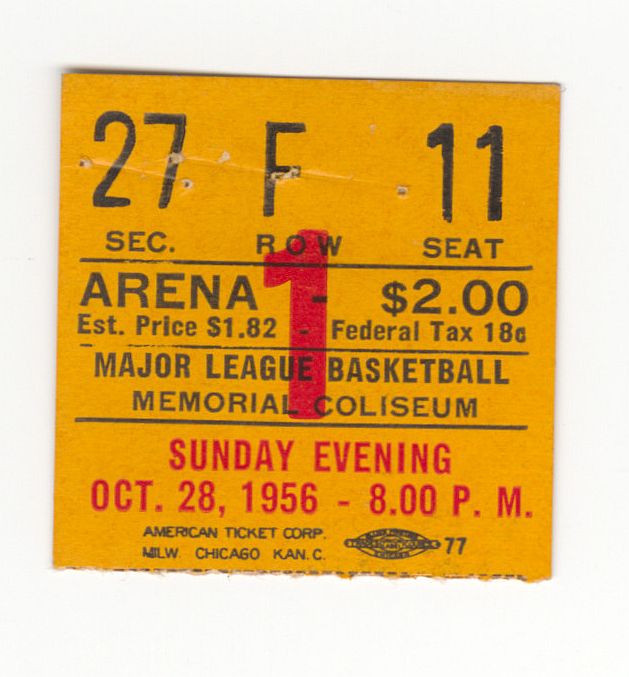 27 F 11
SEC. ROW SEAT
1
ARENA - $2.00
Est. Price $1.82 - Federal Tax 18¢
MAJOR LEAGUE BASKETBALL
MEMORIAL COLISEUM
SUNDAY EVENING
OCT. 28, 1956 - 8.00 P. M.
AMERICAN TICKET CORP.
MILW. CHICAGO KAN. C.
77